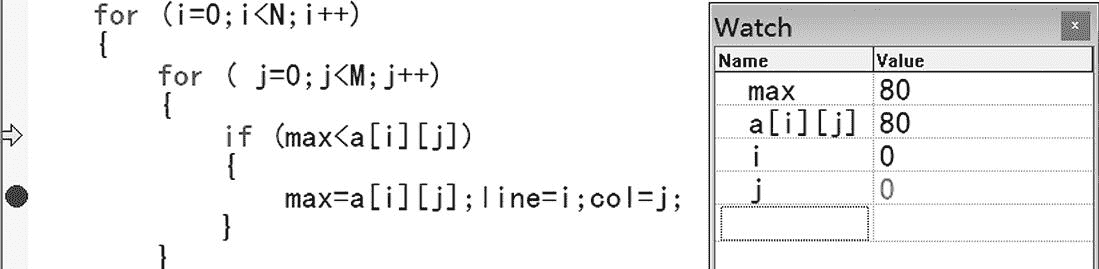 for (i=0;i<N;i++)
{
for ( j=0;j<M;j++)
{
if (max<a[i][j])
{
max=a[i][j];line=i;col=j;
}
}
Watch
Name Value
max 80
a[i][j] 80
i 0
j 0